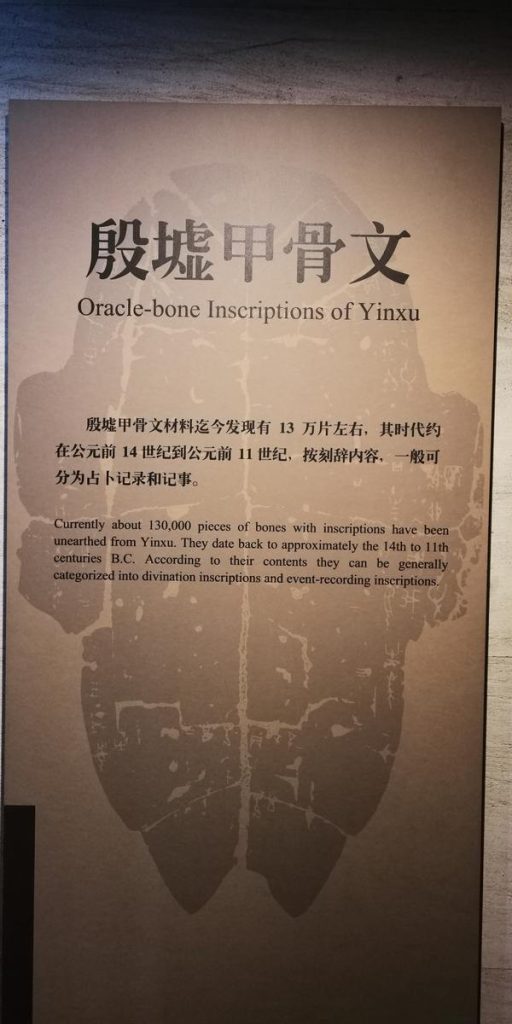 殷墟甲骨文
Oracle-bone Inscriptions of Yinxu
殷墟甲骨文材料迄今发现有 13 万片左右，其时代约
在公元前 14 世纪到公元前 11 世纪，按刻辞内容，一般可
分为占卜记录和记事。
Currently about 130,000 pieces of bones with inscriptions have been
unearthed from Yinxu. They date back to approximately the 14th to 11th
centuries B.C. According to their contents they can be generally
categorized into divination inscriptions and event-recording inscriptions.